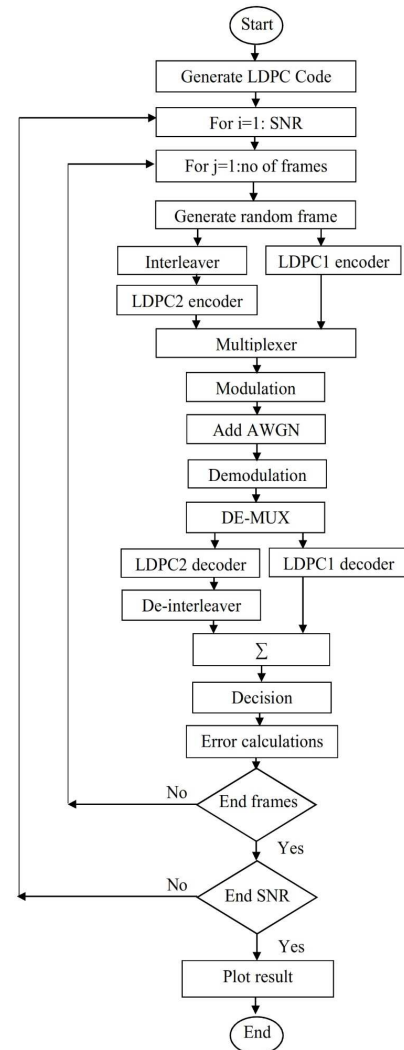 Start
Generate LDPC Code
For i=1: SNR
For j=1:no of frames
Generate random frame
Interleaver
LDPC1 encoder
LDPC2 encoder
Multiplexer
Modulation
Add AWGN
Demodulation
DE-MUX
LDPC2 decoder
LDPC1 decoder
De-interleaver
∑
Decision
Error calculations
No
End frames
Yes
No
End SNR
Yes
Plot result
End